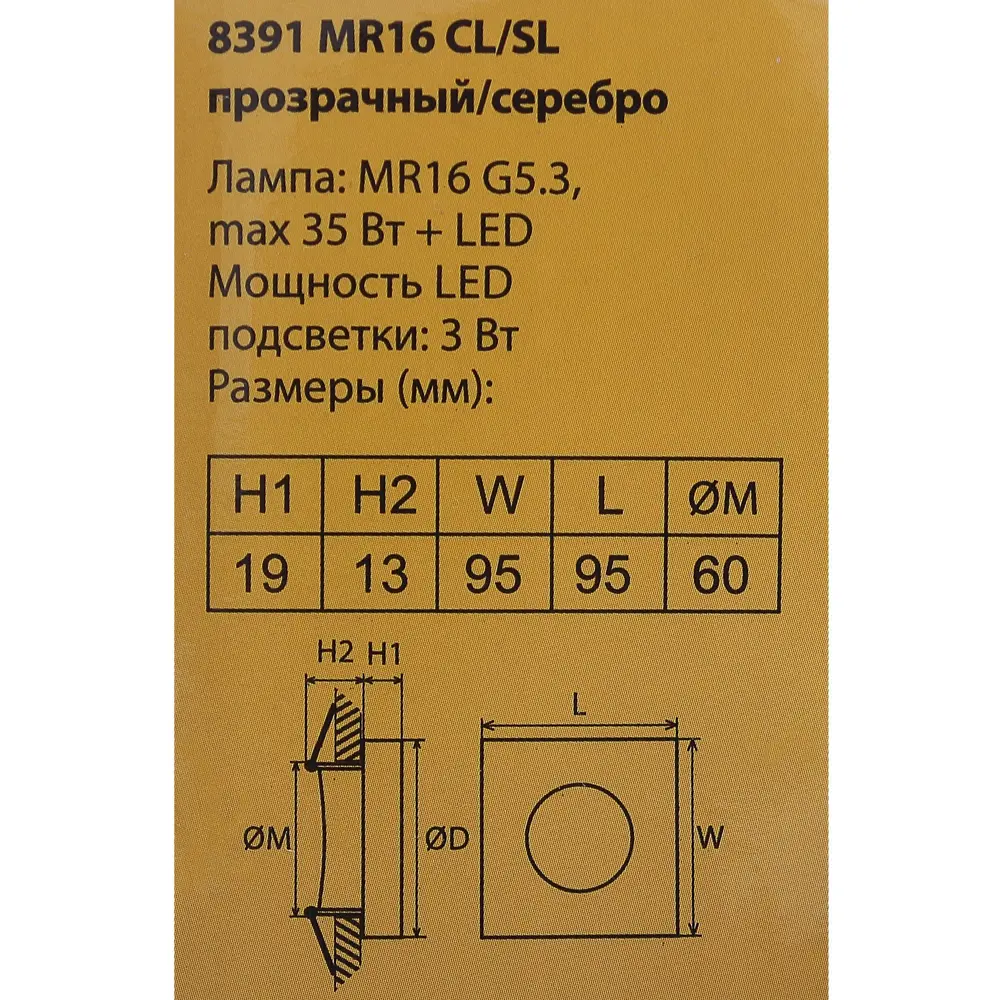 8391 MR16 CL/SL
прозрачный/серебро
Лампа: MR16 G5.3,
max 35 Вт + LED
Мощность LED
подсветки: 3 Вт
Размеры (мм):
H1 H2 W L ØM
19 13 95 95 60
H2 H1
L
ØM ØD W